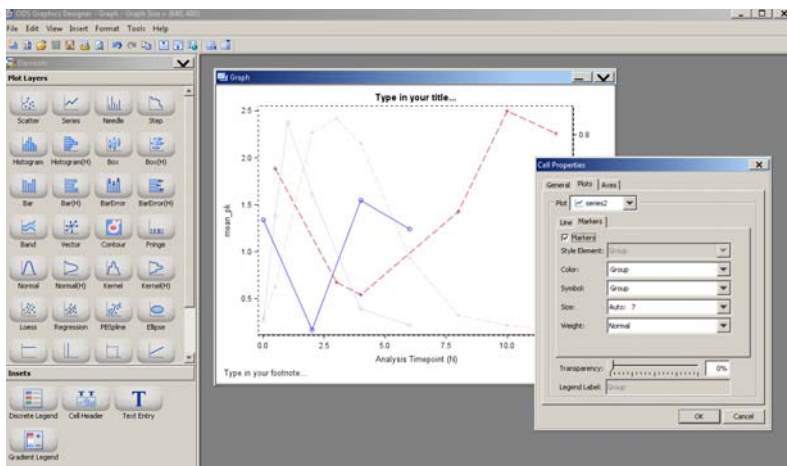 ODS Graphics Designer - Graph - Graph Size = (640, 480)
File Edit View Insert Format Tools Help
Elements
Plot Layers
Scatter Series Needle Step
Histogram Histogram(H) Box Box(H)
Bar Bar(H) BarError BarError(H)
Band Vector Contour Fringe
Normal Normal(H) Kernel Kernel(H)
Loess Regression PBSpline Ellipse
Insets
Discrete Legend Cell Header Text Entry
Gradient Legend
Graph
Type in your title...
2.5
2.0
1.5
1.0
0.5
mean_pk
0.8
0.0 2.5 5.0 7.5 10.0
Analysis Timepoint (N)
Type in your footnote...
Cell Properties
General Plots Axes
Plot series2
Line Markers
Markers
Style Element: Group
Color: Group
Symbol: Group
Size: Auto: 7
Weight: Normal
Transparency: 0%
Legend Label: Group
OK Cancel